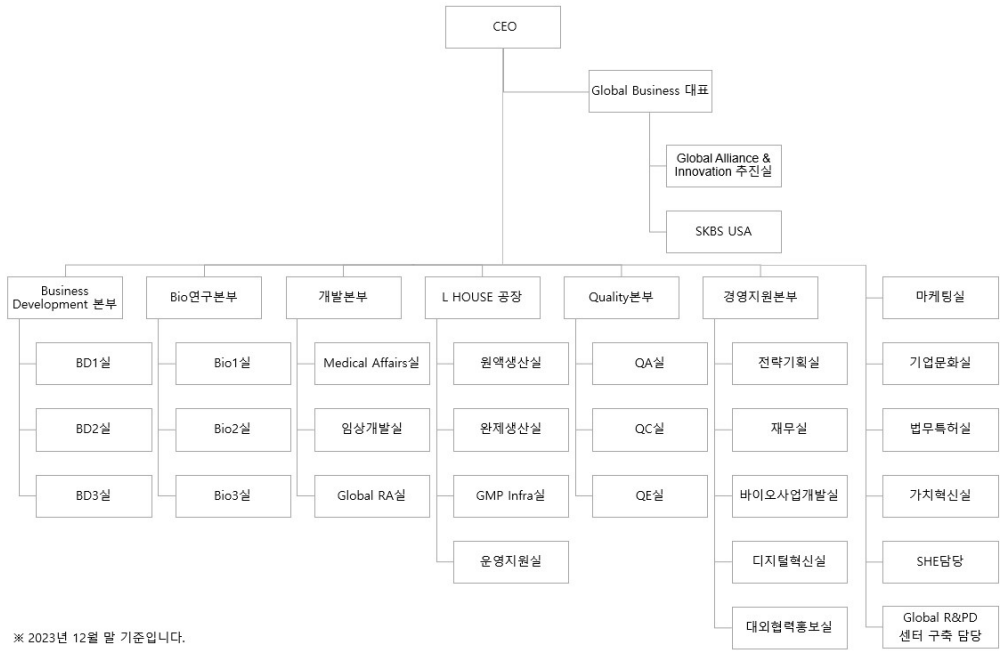 CEO
Global Business 대표
Global Alliance &
Innovation 추진실
SKBS USA
Business
Development 본부
Bio연구본부
개발본부
L HOUSE 공장
Quality본부
경영지원본부
마케팅실
BD1실
Bio1실
Medical Affairs실
원액생산실
QA실
전략기획실
기업문화실
BD2실
Bio2실
임상개발실
완제생산실
QC실
재무실
법무특허실
BD3실
Bio3실
Global RA실
GMP Infra실
QE실
바이오사업개발실
가치혁신실
운영지원실
디지털혁신실
SHE담당
대외협력홍보실
Global R&PD
센터 구축 담당
※ 2023년 12월 말 기준입니다.